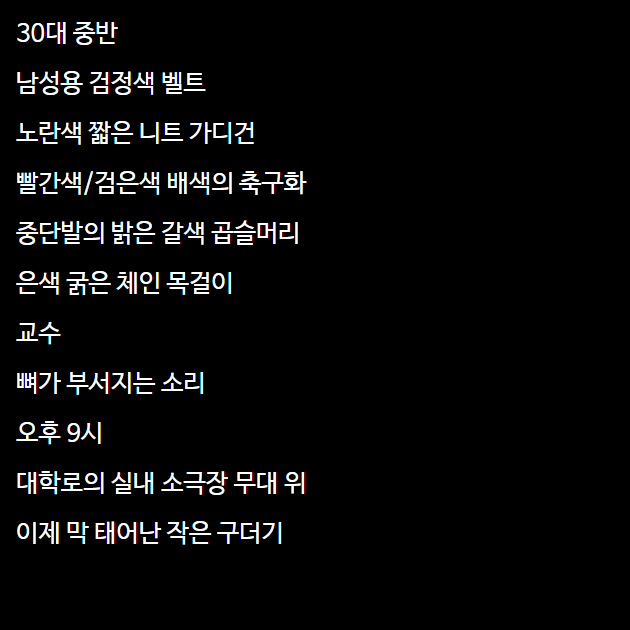 30대 중반
남성용 검정색 벨트
노란색 짧은 니트 가디건
빨간색/검은색 배색의 축구화
중단발의 밝은 갈색 곱슬머리
은색 굵은 체인 목걸이
교수
뼈가 부서지는 소리
오후 9시
대학로의 실내 소극장 무대 위
이제 막 태어난 작은 구더기